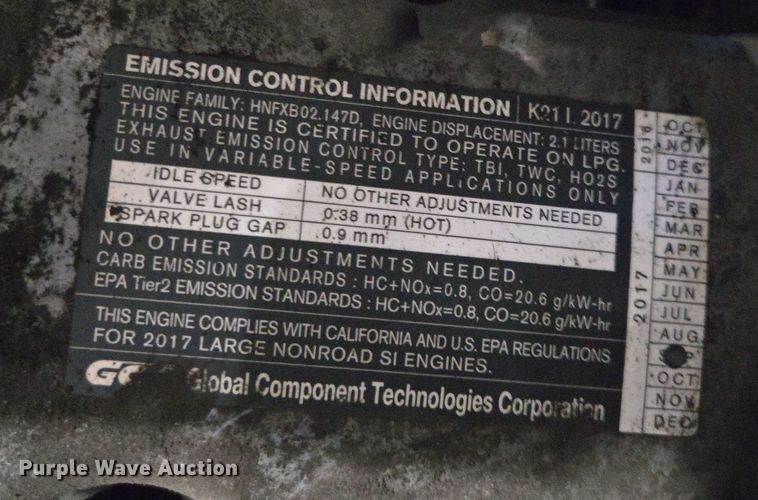 EMISSION CONTROL INFORMATION K21 I. 2017
ENGINE FAMILY: HNFXB02.147D, ENGINE DISPLACEMENT: 2.1 LITERS
THIS ENGINE IS CERTIFIED TO OPERATE ON LPG.
EXHAUST EMISSION CONTROL TYPE: TBI, TWC, HO2S
USE IN VARIABLE-SPEED APPLICATIONS ONLY
IDLE SPEED NO OTHER ADJUSTMENTS NEEDED
VALVE LASH 0.38 mm (HOT)
SPARK PLUG GAP 0.9 mm
NO OTHER ADJUSTMENTS NEEDED.
CARB EMISSION STANDARDS : HC+NOx=0.8, CO=20.6 g/kW-hr
EPA Tier2 EMISSION STANDARDS : HC+NOx=0.8, CO=20.6 g/kW-hr
THIS ENGINE COMPLIES WITH CALIFORNIA AND U.S. EPA REGULATIONS
FOR 2017 LARGE NONROAD SI ENGINES.
Global Component Technologies Corporation
2016
OCT
NOV
DEC
2017
JAN
FEB
MAR
APR
MAY
JUN
JUL
AUG
SEP
OCT
NOV
DEC
Purple Wave Auction